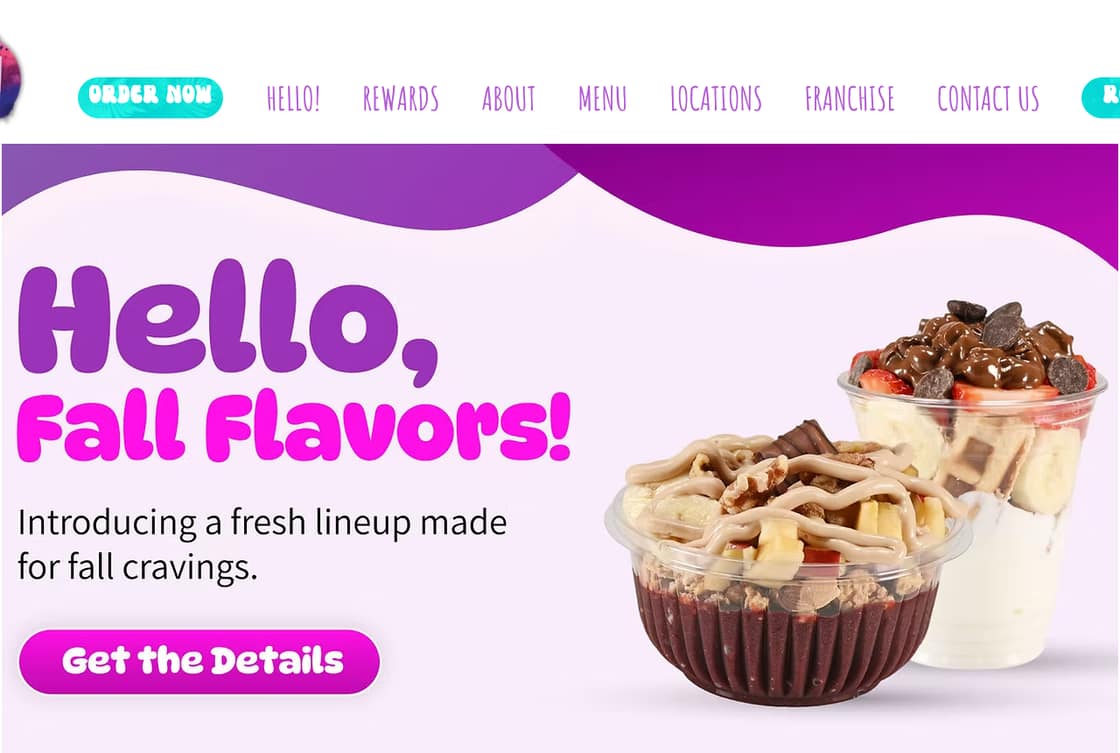 ORDER NOW
HELLO!
REWARDS
ABOUT
MENU
LOCATIONS
FRANCHISE
CONTACT US
Hello,
Fall Flavors!
Introducing a fresh lineup made
for fall cravings.
Get the Details